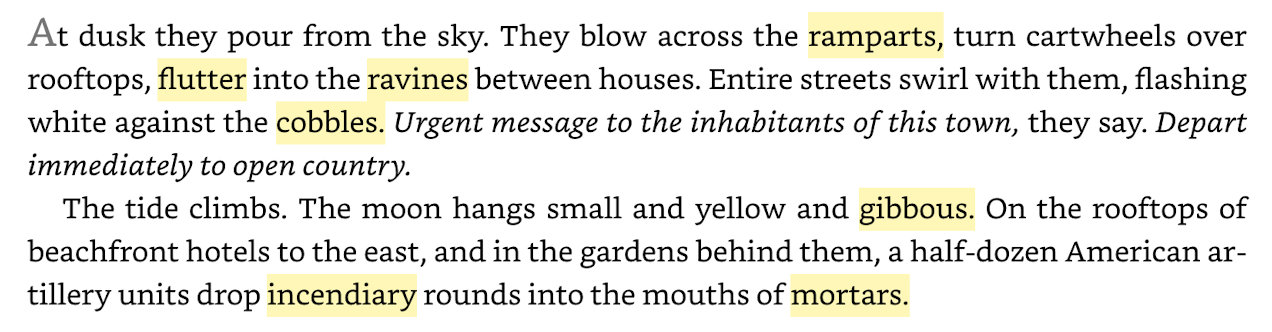 At dusk they pour from the sky. They blow across the ramparts, turn cartwheels over
rooftops, flutter into the ravines between houses. Entire streets swirl with them, flashing
white against the cobbles. Urgent message to the inhabitants of this town, they say. Depart
immediately to open country.
The tide climbs. The moon hangs small and yellow and gibbous. On the rooftops of
beachfront hotels to the east, and in the gardens behind them, a half-dozen American ar-
tillery units drop incendiary rounds into the mouths of mortars.